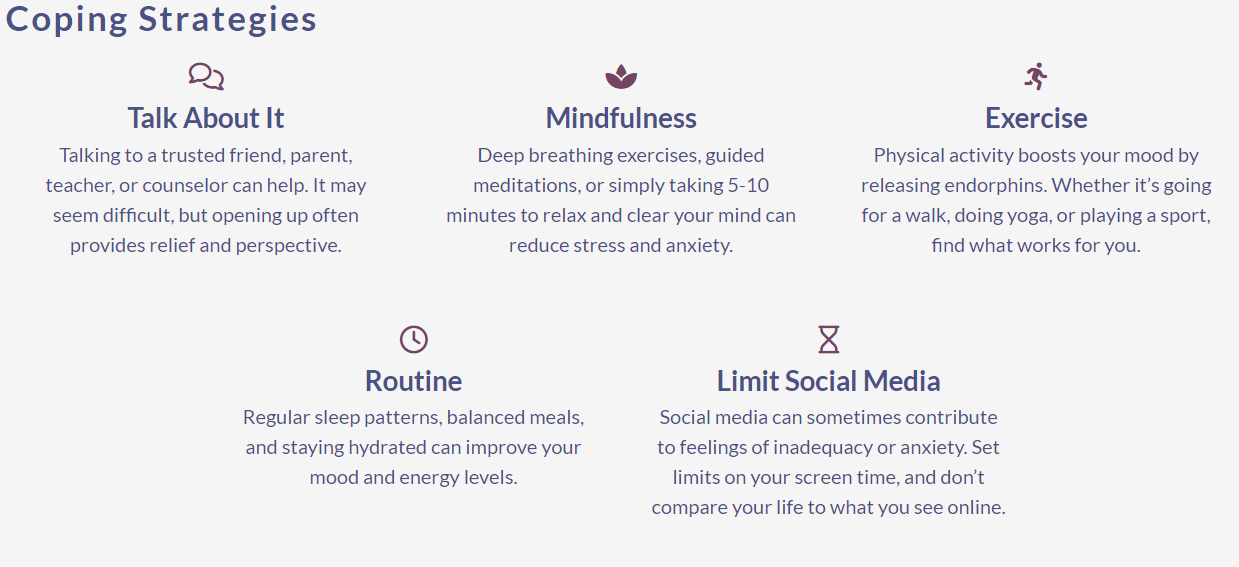 Coping Strategies
Talk About It
Talking to a trusted friend, parent,
teacher, or counselor can help. It may
seem difficult, but opening up often
provides relief and perspective.
Mindfulness
Deep breathing exercises, guided
meditations, or simply taking 5-10
minutes to relax and clear your mind can
reduce stress and anxiety.
Exercise
Physical activity boosts your mood by
releasing endorphins. Whether it’s going
for a walk, doing yoga, or playing a sport,
find what works for you.
Routine
Regular sleep patterns, balanced meals,
and staying hydrated can improve your
mood and energy levels.
Limit Social Media
Social media can sometimes contribute
to feelings of inadequacy or anxiety. Set
limits on your screen time, and don’t
compare your life to what you see online.